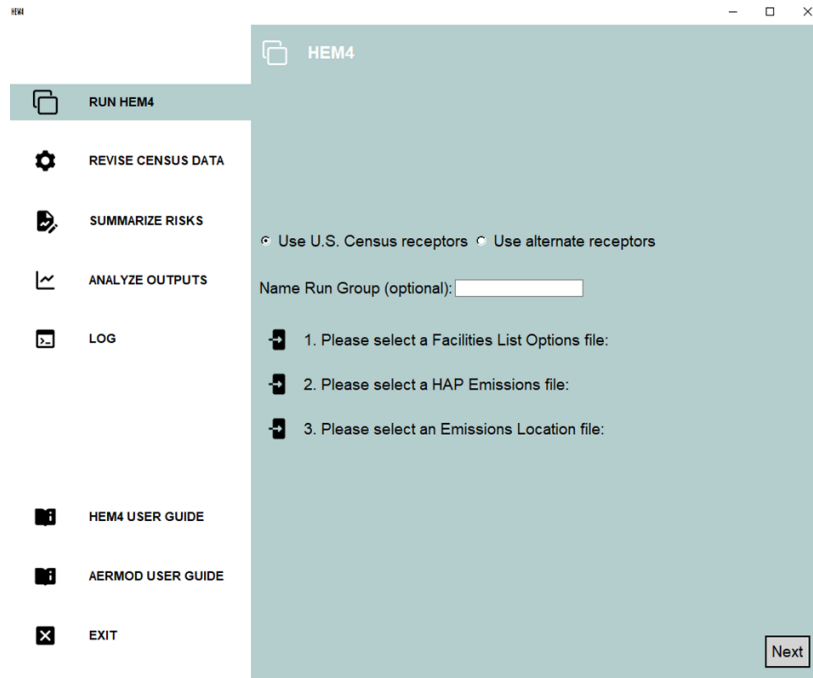 HEM4
HEM4
RUN HEM4
REVISE CENSUS DATA
SUMMARIZE RISKS
ANALYZE OUTPUTS
LOG
HEM4 USER GUIDE
AERMOD USER GUIDE
EXIT
Use U.S. Census receptors Use alternate receptors
Name Run Group (optional):
1. Please select a Facilities List Options file:
2. Please select a HAP Emissions file:
3. Please select an Emissions Location file:
Next